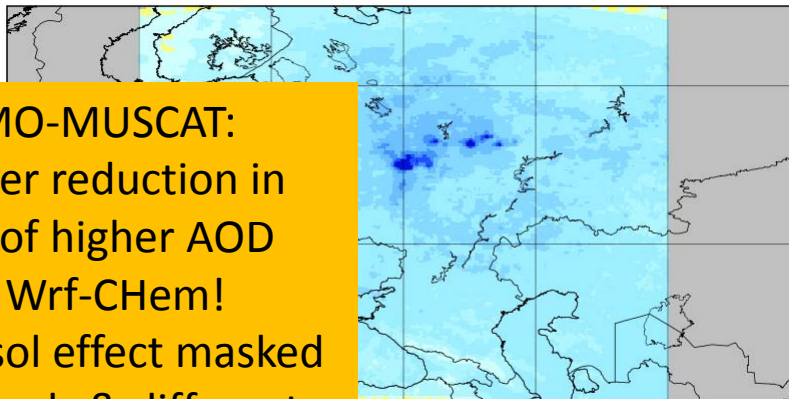 MO-MUSCAT:
er reduction in
of higher AOD
Wrf-CHem!
sol effect masked